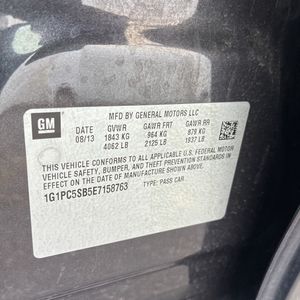 MFD BY GENERAL MOTORS LLC
GM
DATE GVWR GAWR FRT GAWR RR
08/13 1843 KG 964 KG 879 KG
4062 LB 2125 LB 1937 LB
THIS VEHICLE CONFORMS TO ALL APPLICABLE U.S. FEDERAL MOTOR
VEHICLE SAFETY, BUMPER, AND THEFT PREVENTION STANDARDS
IN EFFECT ON THE DATE OF MANUFACTURE SHOWN ABOVE.
1G1PC5SB5E7158763 TYPE: PASS CAR